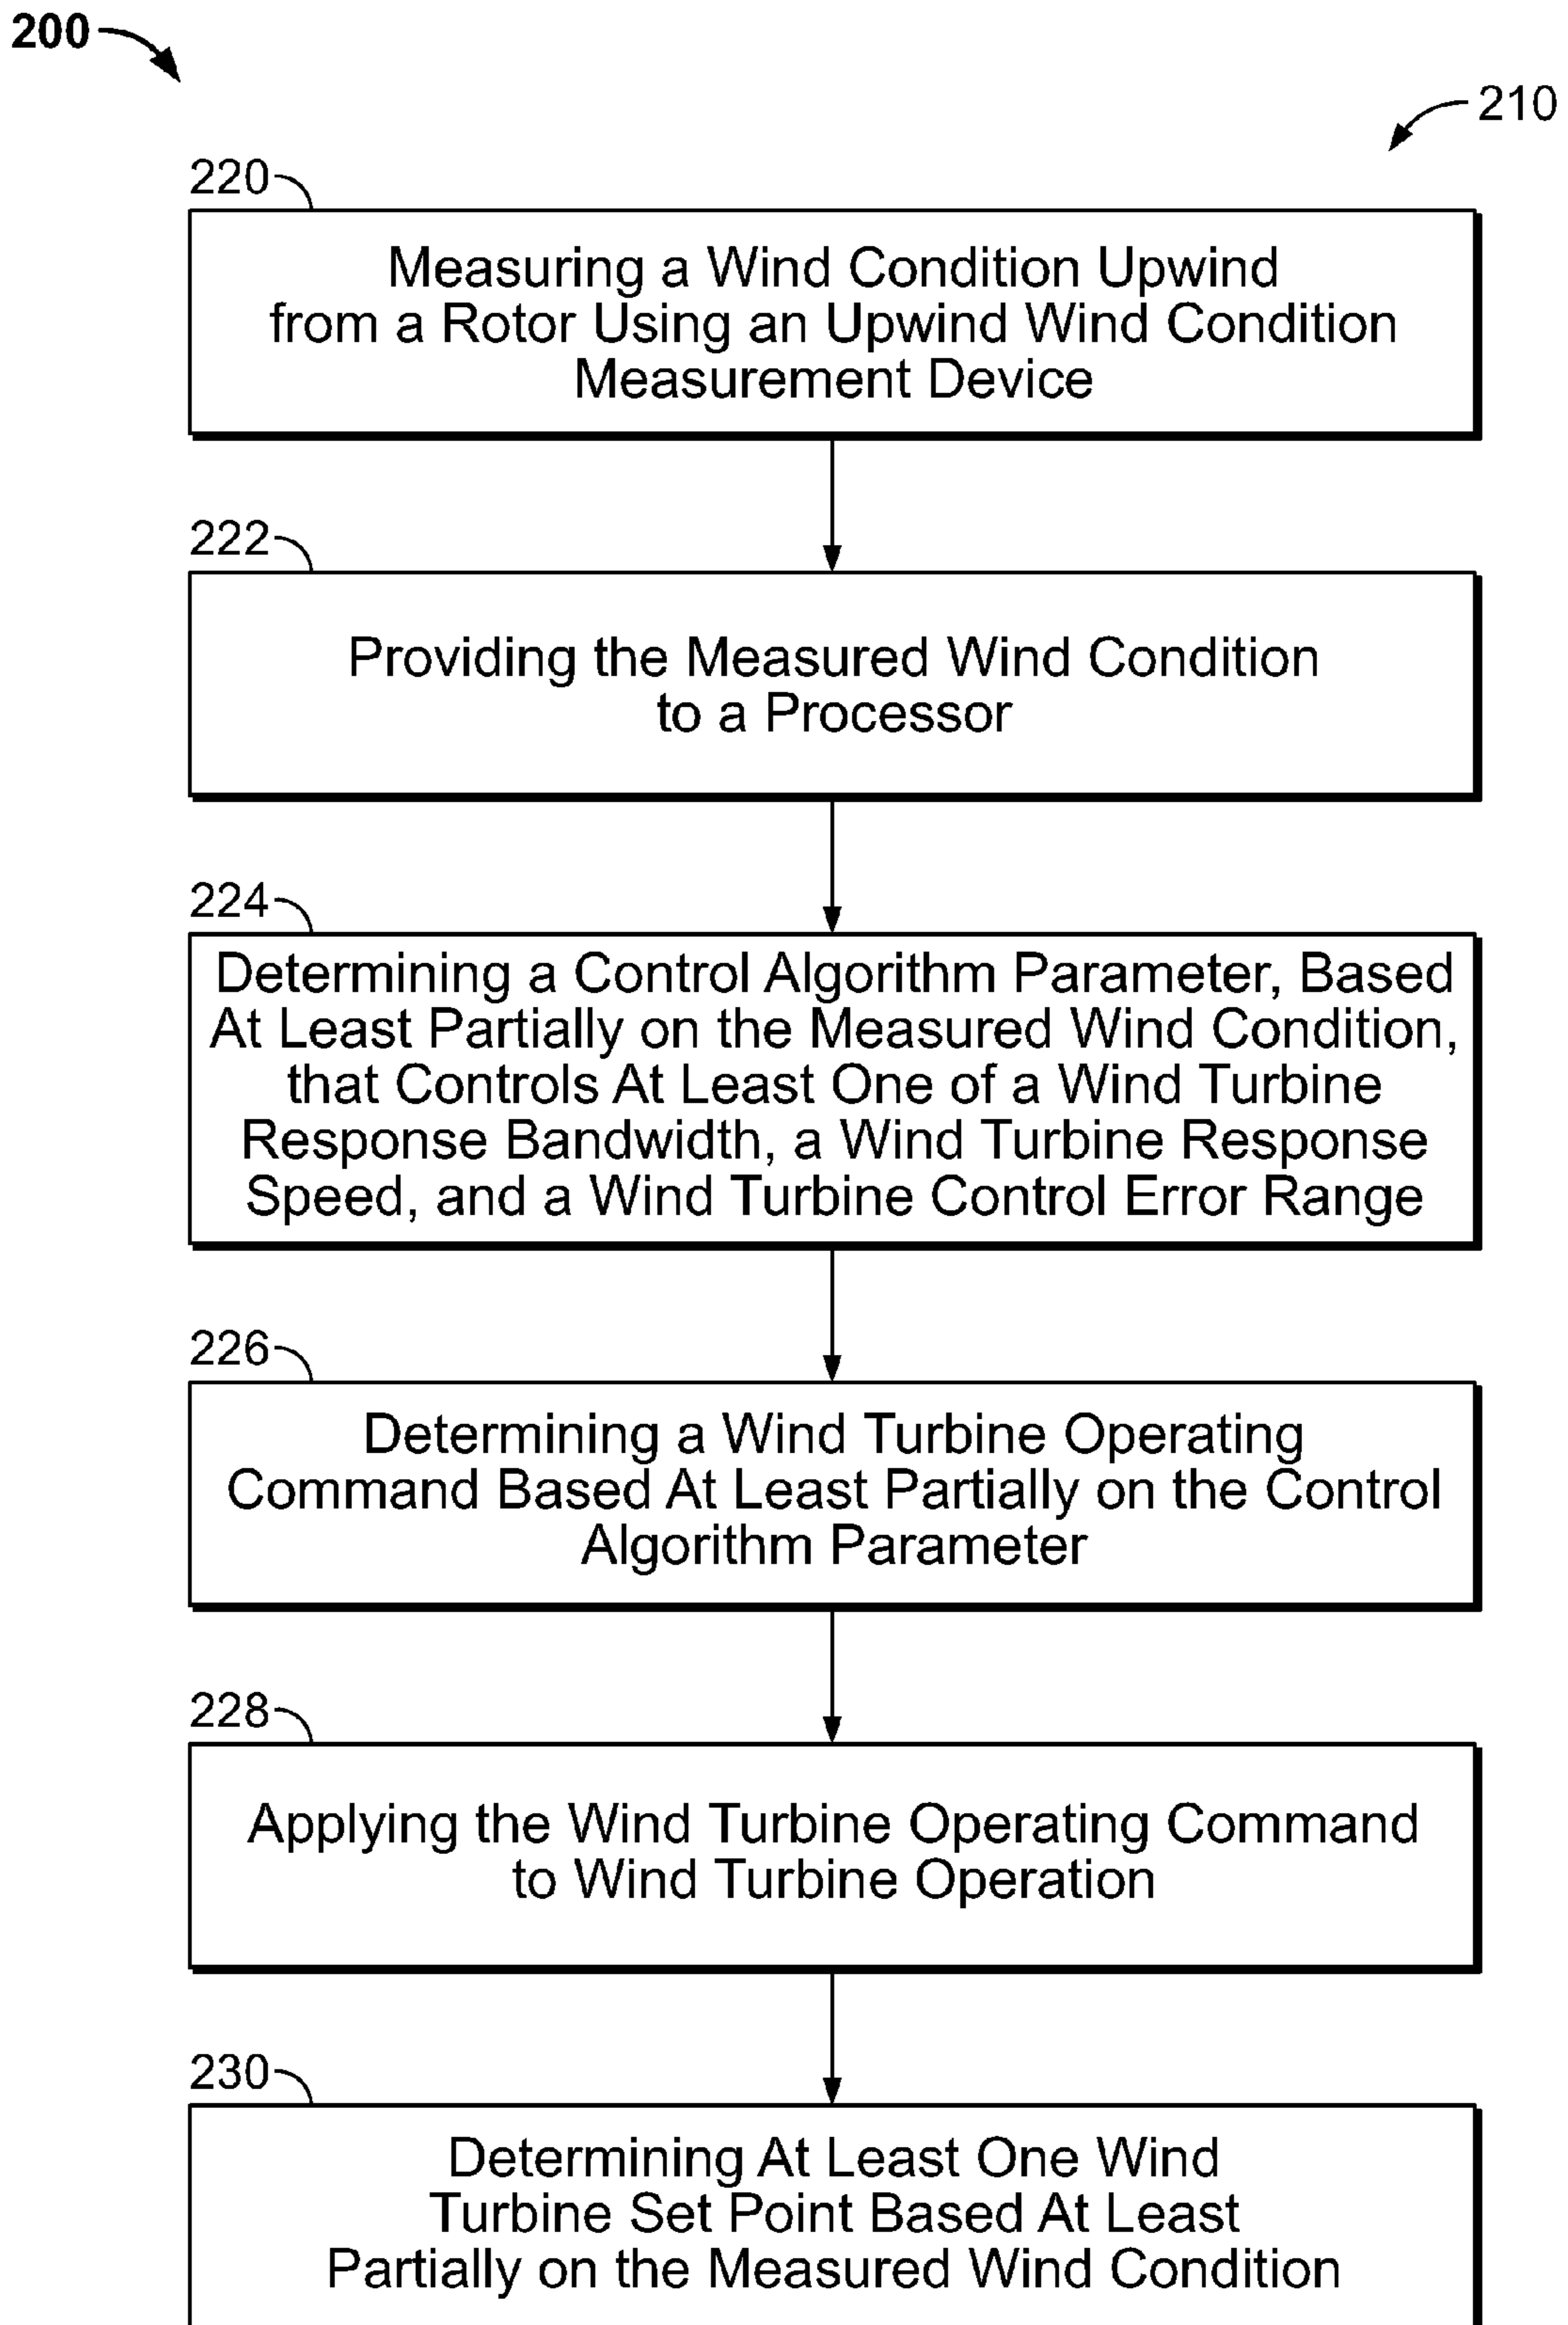 200
210
220
Measuring a Wind Condition Upwind
from a Rotor Using an Upwind Wind Condition
Measurement Device
222
Providing the Measured Wind Condition
to a Processor
224
Determining a Control Algorithm Parameter, Based
At Least Partially on the Measured Wind Condition,
that Controls At Least One of a Wind Turbine
Response Bandwidth, a Wind Turbine Response
Speed, and a Wind Turbine Control Error Range
226
Determining a Wind Turbine Operating
Command Based At Least Partially on the Control
Algorithm Parameter
228
Applying the Wind Turbine Operating Command
to Wind Turbine Operation
230
Determining At Least One Wind
Turbine Set Point Based At Least
Partially on the Measured Wind Condition